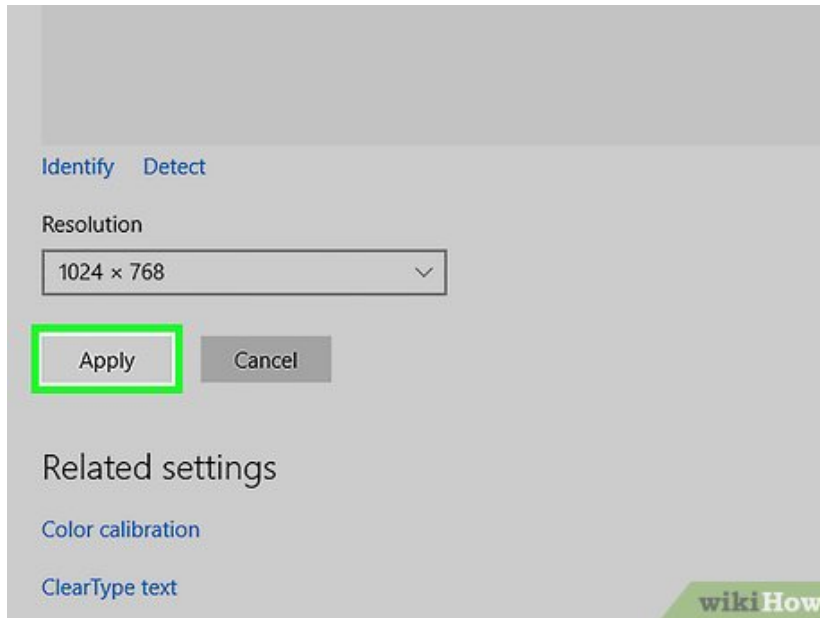 Identify Detect
Resolution
1024 × 768
Apply Cancel
Related settings
Color calibration
ClearType text
wikiHow